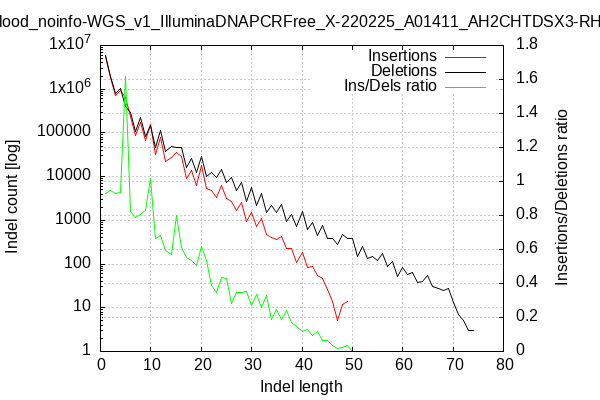 lood_noinfo-WGS_v1_IlluminaDNAPCRFree_X-220225_A01411_AH2CHTDSX3-RH
Insertions
Deletions
Ins/Dels ratio
Indel count [log]
1x10^7
1x10^6
100000
10000
1000
100
10
1
Insertions/Deletions ratio
1.8
1.6
1.4
1.2
1
0.8
0.6
0.4
0.2
0
0 10 20 30 40 50 60 70 80
Indel length